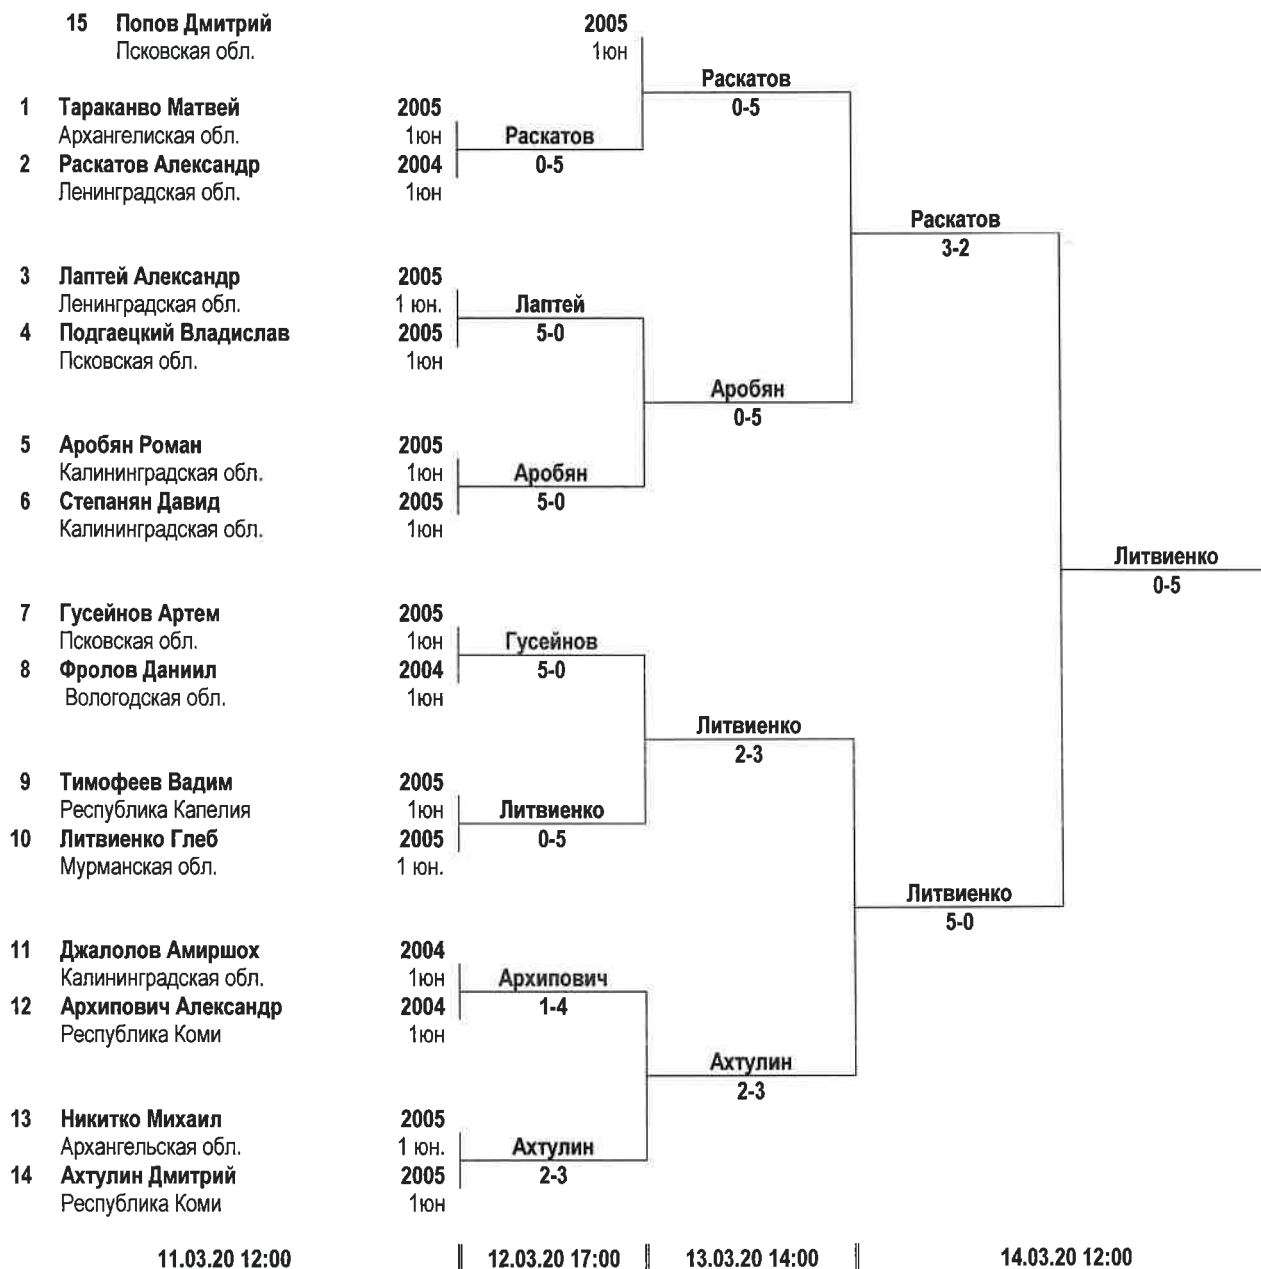 15 Попов Дмитрий 2005
Псковская обл. 1юн
Раскатов
0-5
1 Тараканво Матвей 2005
Архангелиская обл. 1юн
Раскатов
2 Раскатов Александр 2004
0-5
Ленинградская обл. 1юн
Раскатов
3-2
3 Лаптей Александр 2005
Ленинградская обл. 1 юн.
Лаптей
4 Подгаецкий Владислав 2005
5-0
Псковская обл. 1юн
Аробян
0-5
5 Аробян Роман 2005
Калининградская обл. 1юн
Аробян
6 Степанян Давид 2005
5-0
Калининградская обл. 1юн
Литвиенко
0-5
7 Гусейнов Артем 2005
Псковская обл. 1юн
Гусейнов
8 Фролов Даниил 2004
5-0
Вологодская обл. 1юн
Литвиенко
2-3
9 Тимофеев Вадим 2005
Республика Капелия 1юн
Литвиенко
10 Литвиенко Глеб 2005
0-5
Мурманская обл. 1 юн.
Литвиенко
5-0
11 Джалолов Амиршох 2004
Калининградская обл. 1юн
Архипович
12 Архипович Александр 2004
1-4
Республика Коми 1юн
Ахтулин
2-3
13 Никитко Михаил 2005
Архангельская обл. 1 юн.
Ахтулин
14 Ахтулин Дмитрий 2005
2-3
Республика Коми 1юн
11.03.20 12:00 12.03.20 17:00 13.03.20 14:00 14.03.20 12:00